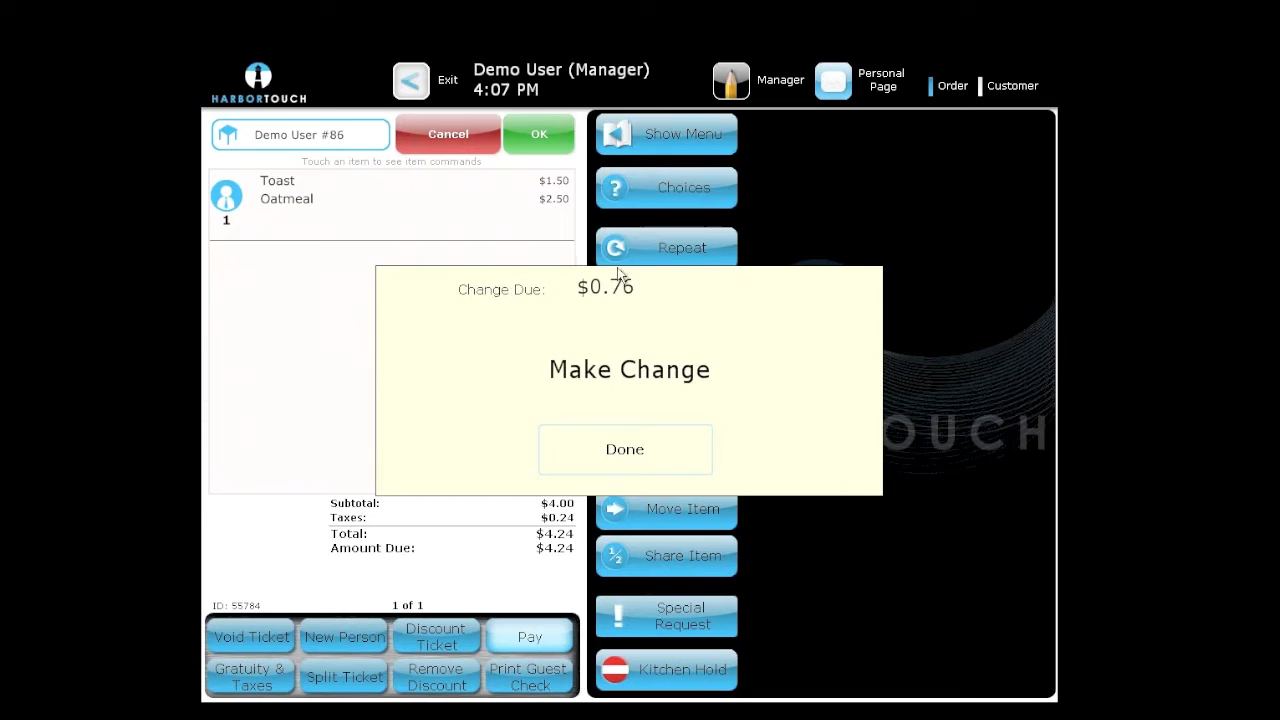 HARBORTOUCH
Exit
Demo User (Manager)
4:07 PM
Manager
Personal
Page
Order
Customer
Demo User #86
Cancel
OK
Touch an item to see item commands
Toast $1.50
Oatmeal $2.50
1
Show Menu
? Choices
Repeat
Change Due: $0.76
Make Change
Done
OUCH
Subtotal: $4.00
Taxes: $0.24
Total: $4.24
Amount Due: $4.24
Move Item
1/2 Share Item
! Special
Request
Kitchen Hold
ID: 55784
1 of 1
Void Ticket
New Person
Discount
Ticket
Pay
Gratuity &
Taxes
Split Ticket
Remove
Discount
Print Guest
Check